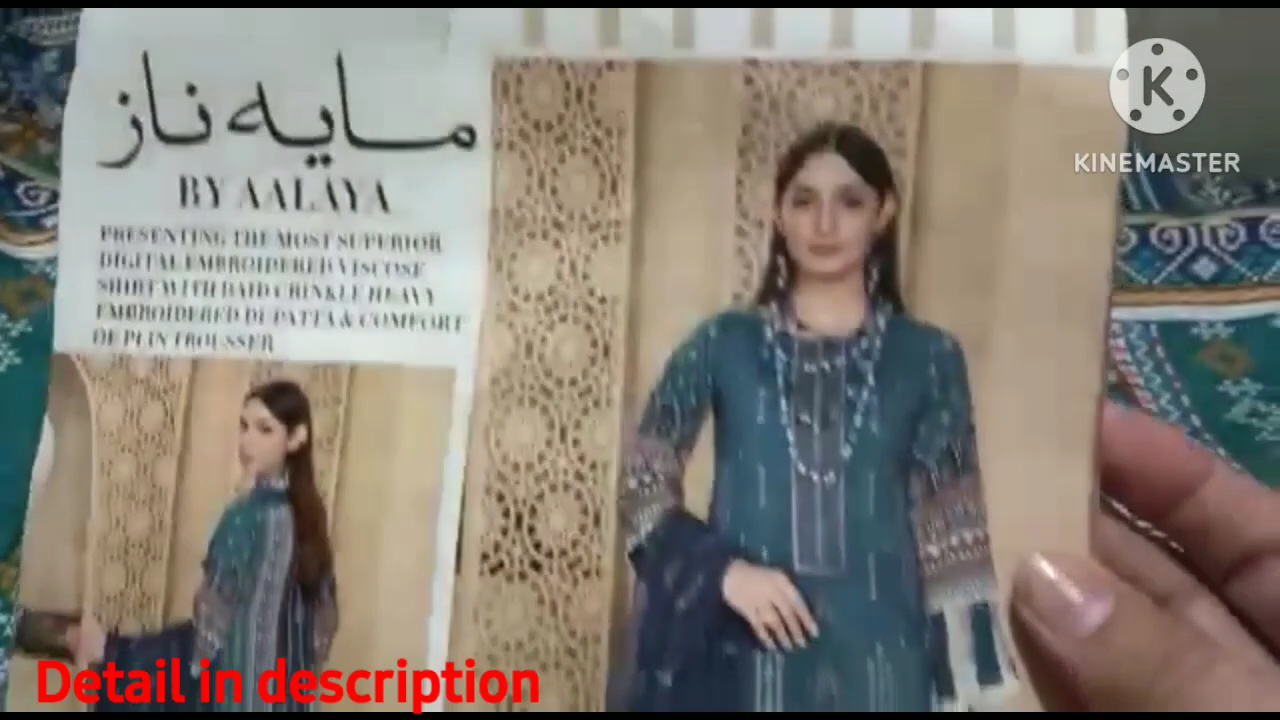 مایہ ناز
BY AALAYA
PRESENTING THE MOST SUPERIOR
DIGITAL EMBROIDERED VISCOSE
SHIRT WITH DAID CRINKLE HEAVY
EMBROIDERED DUPATTA & COMFORT
OF PLIN TROUSSER
K
KINEMASTER
Detail in description